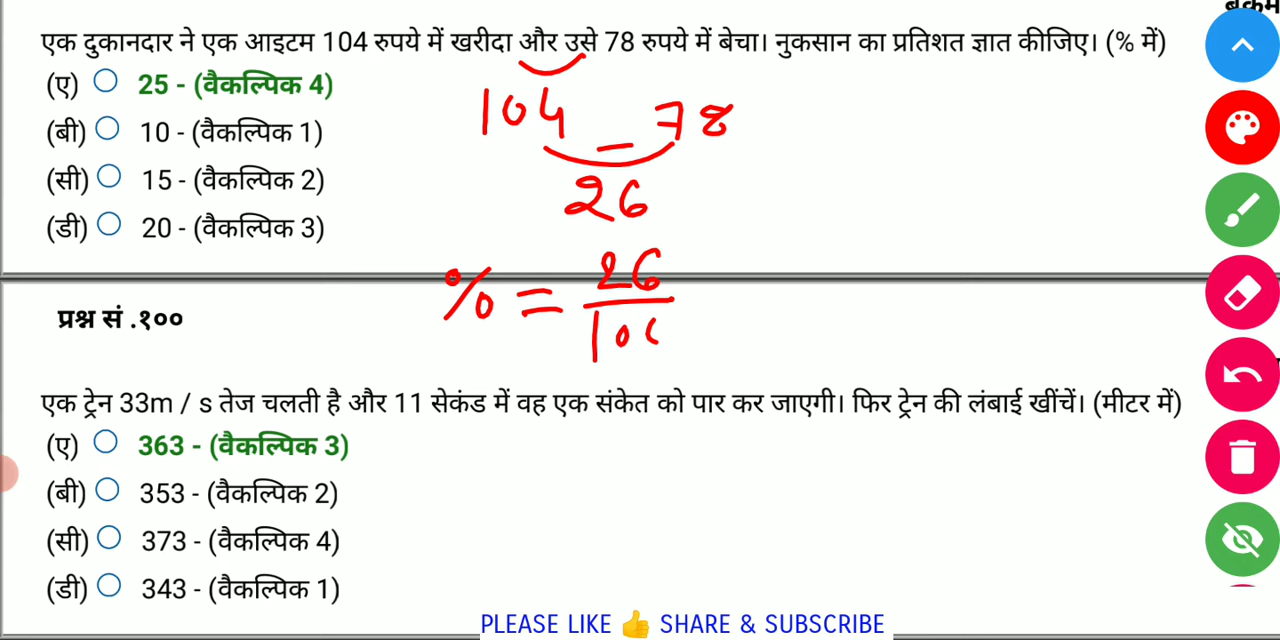 एक दुकानदार ने एक आइटम 104 रुपये में खरीदा और उसे 78 रुपये में बेचा। नुकसान का प्रतिशत ज्ञात कीजिए। (% में)
(ए) 25 - (वैकल्पिक 4)
(बी) 10 - (वैकल्पिक 1)
(सी) 15 - (वैकल्पिक 2)
(डी) 20 - (वैकल्पिक 3)
104 - 78
26
% = 26
10
प्रश्न सं .१००
एक ट्रेन 33m / s तेज चलती है और 11 सेकंड में वह एक संकेत को पार कर जाएगी। फिर ट्रेन की लंबाई खींचें। (मीटर में)
(ए) 363 - (वैकल्पिक 3)
(बी) 353 - (वैकल्पिक 2)
(सी) 373 - (वैकल्पिक 4)
(डी) 343 - (वैकल्पिक 1)
PLEASE LIKE 👍 SHARE & SUBSCRIBE